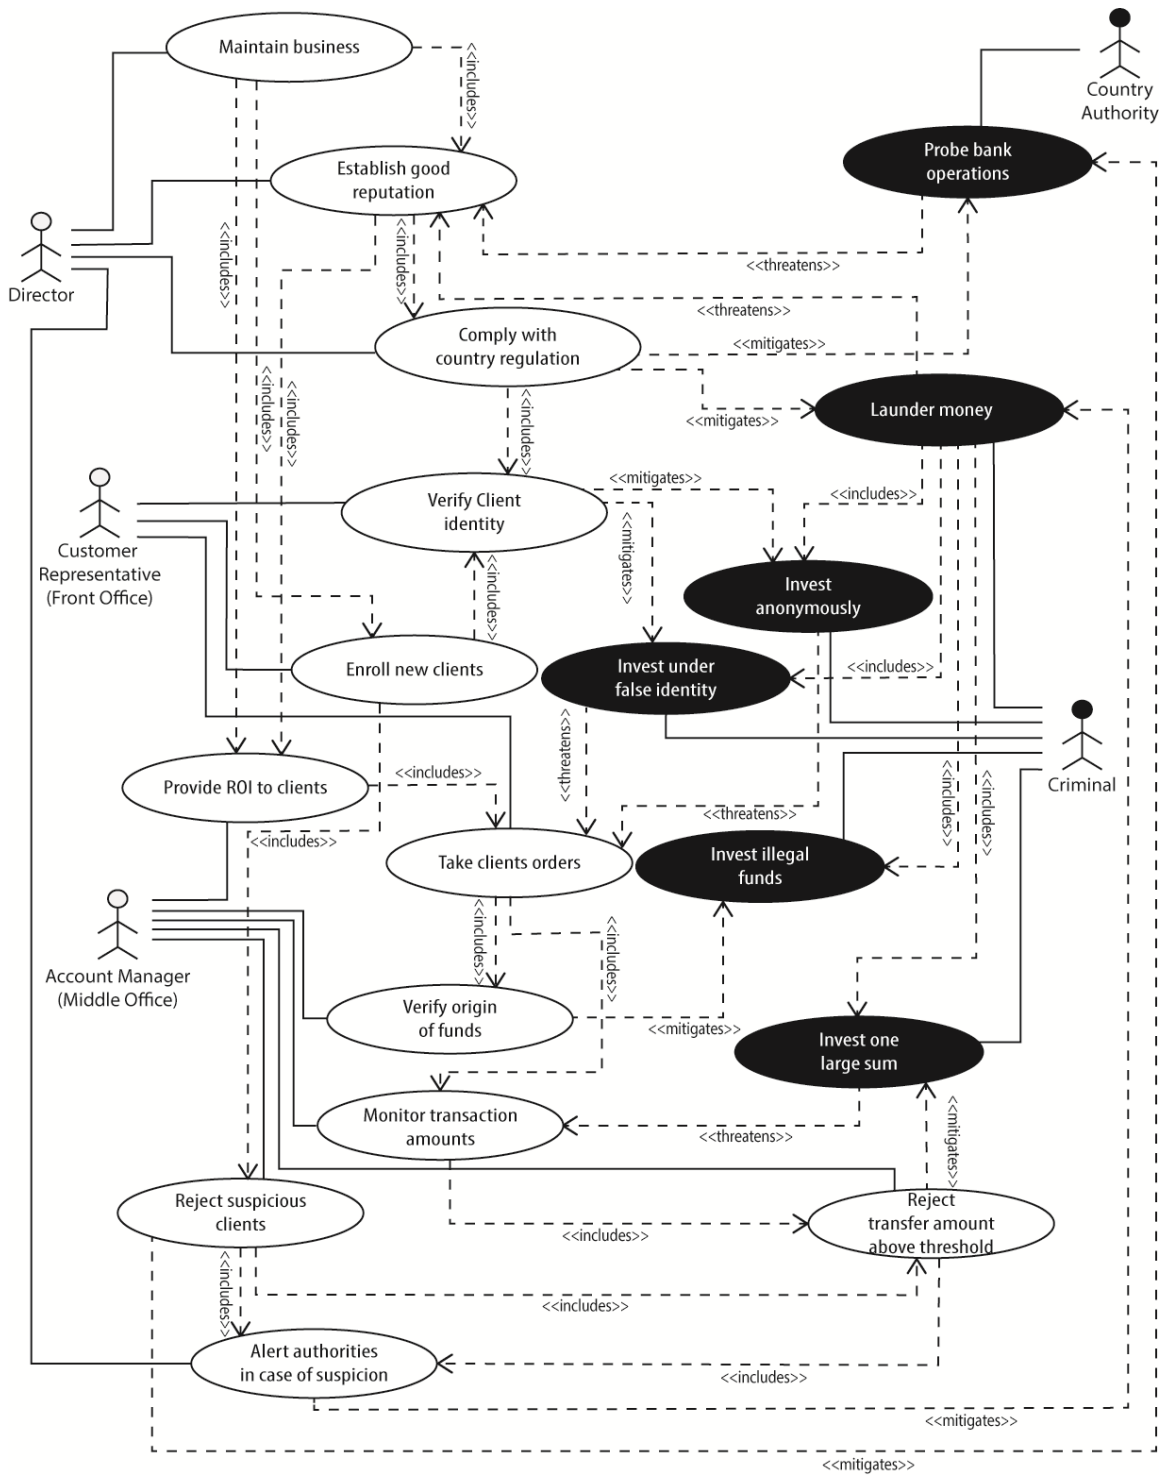 Maintain business
<<includes>>
Country
Authority
Probe bank
operations
Establish good
reputation
<<includes>>
<<includes>>
<<threatens>>
Director
<<threatens>>
Comply with
country regulation
<<mitigates>>
<<includes>>
<<includes>>
<<includes>>
<<mitigates>>
Launder money
<<mitigates>>
<<includes>>
Verify Client
identity
<<mitigates>>
Customer
Representative
(Front Office)
<<includes>>
Invest
anonymously
Enroll new clients
Invest under
false identity
<<includes>>
<<threatens>>
Provide ROI to clients
<<includes>>
<<includes>>
<<includes>>
Criminal
<<includes>>
<<threatens>>
Take clients orders
Invest illegal
funds
Account Manager
(Middle Office)
<<includes>>
<<includes>>
Verify origin
of funds
<<mitigates>>
Invest one
large sum
Monitor transaction
amounts
<<threatens>>
<<mitigates>>
Reject suspicious
clients
Reject
transfer amount
above threshold
<<includes>>
<<includes>>
<<includes>>
Alert authorities
in case of suspicion
<<includes>>
<<mitigates>>
<<mitigates>>